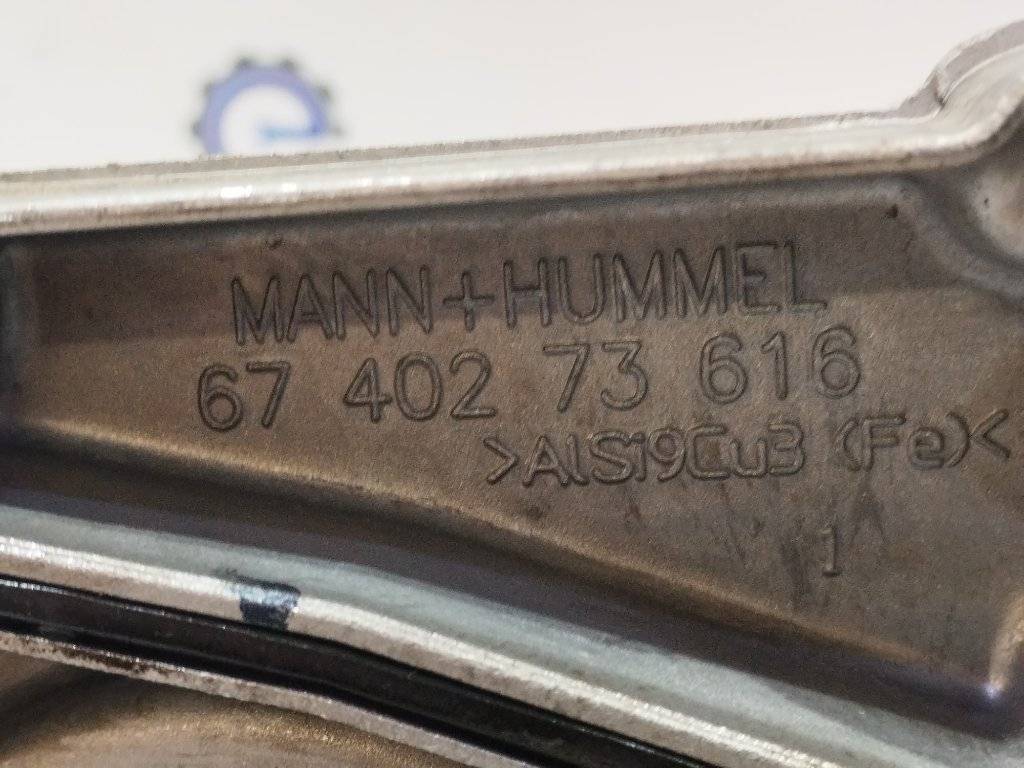 MANN+HUMMEL
67 402 73 616
>AlSi9Cu3 (Fe)<
1